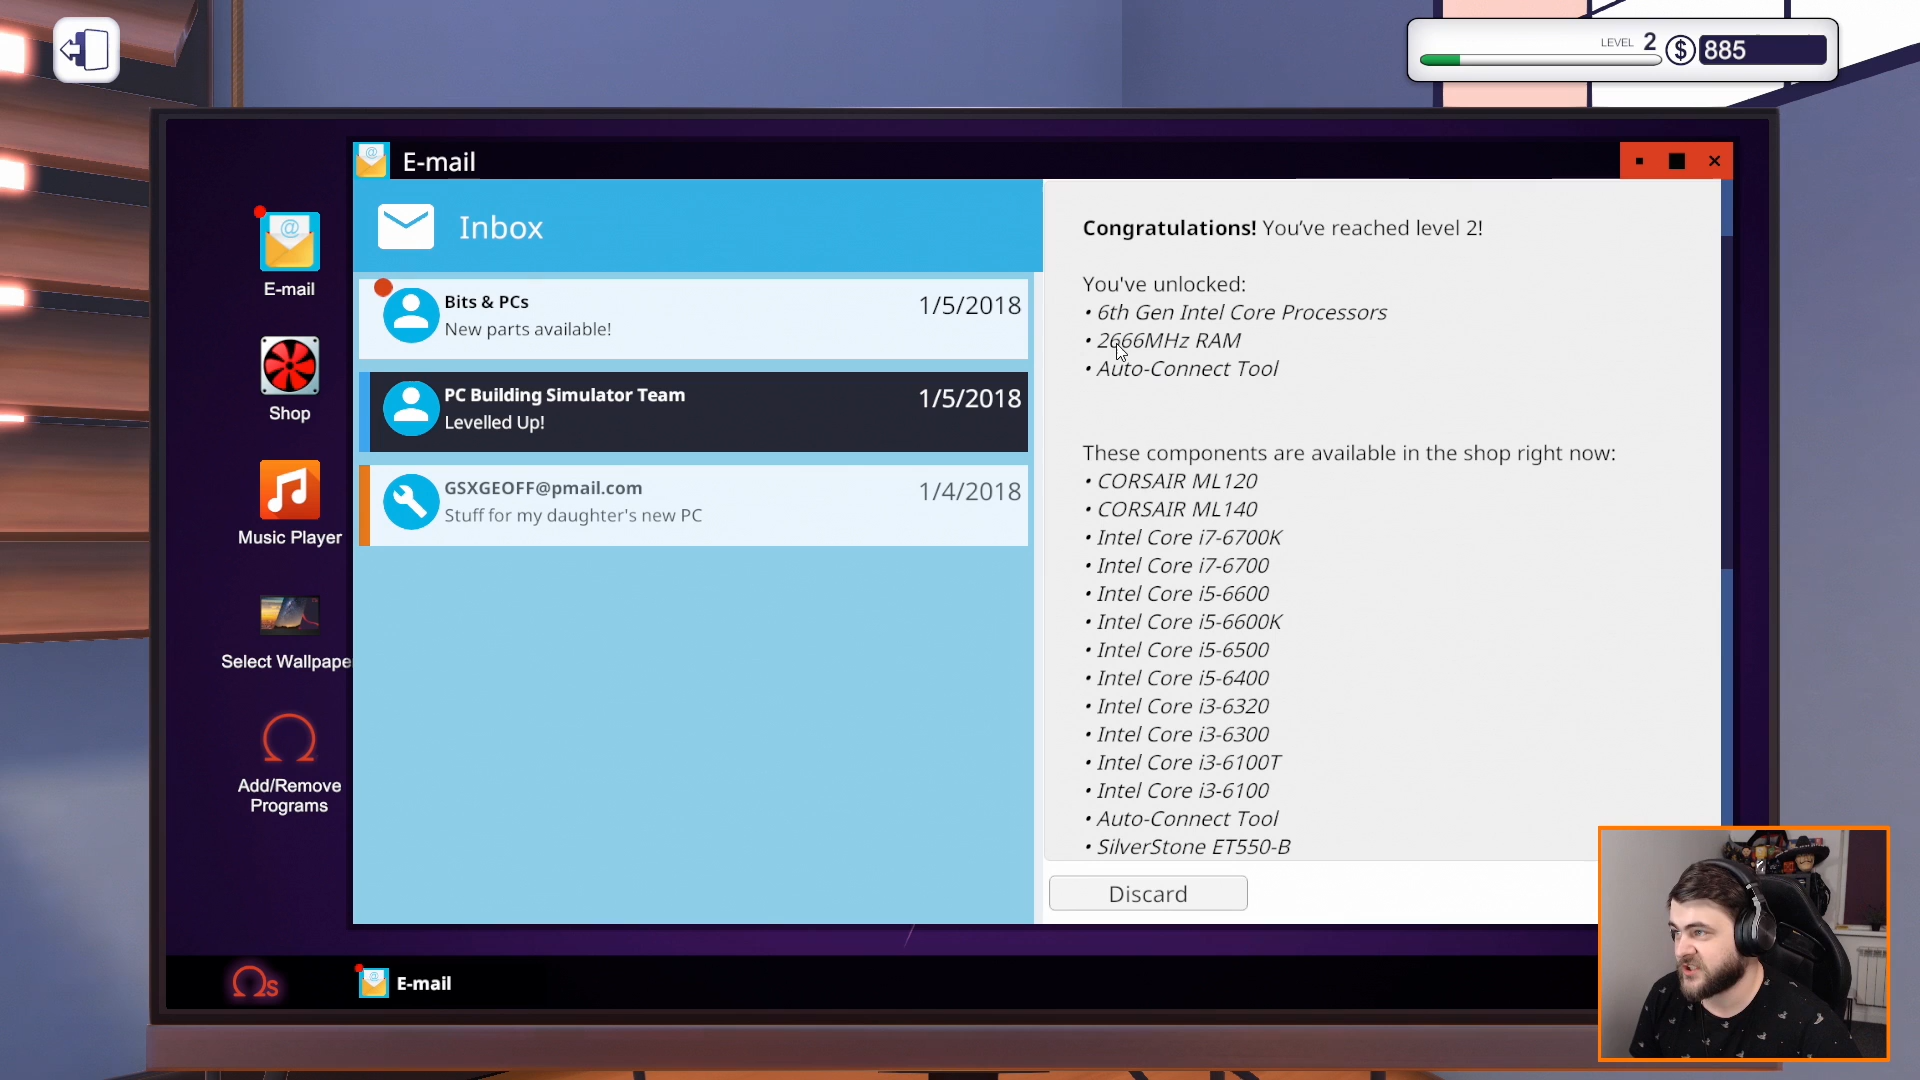 LEVEL 2
$ 885
E-mail
Inbox
Bits & PCs
1/5/2018
New parts available!
PC Building Simulator Team
1/5/2018
Levelled Up!
GSXGEOFF@pmail.com
1/4/2018
Stuff for my daughter's new PC
Congratulations! You’ve reached level 2!
You've unlocked:
• 6th Gen Intel Core Processors
• 2666MHz RAM
• Auto-Connect Tool
These components are available in the shop right now:
• CORSAIR ML120
• CORSAIR ML140
• Intel Core i7-6700K
• Intel Core i7-6700
• Intel Core i5-6600
• Intel Core i5-6600K
• Intel Core i5-6500
• Intel Core i5-6400
• Intel Core i3-6320
• Intel Core i3-6300
• Intel Core i3-6100T
• Intel Core i3-6100
• Auto-Connect Tool
• SilverStone ET550-B
Discard
E-mail
Shop
Music Player
Select Wallpape
Add/Remove
Programs
Ωs
E-mail